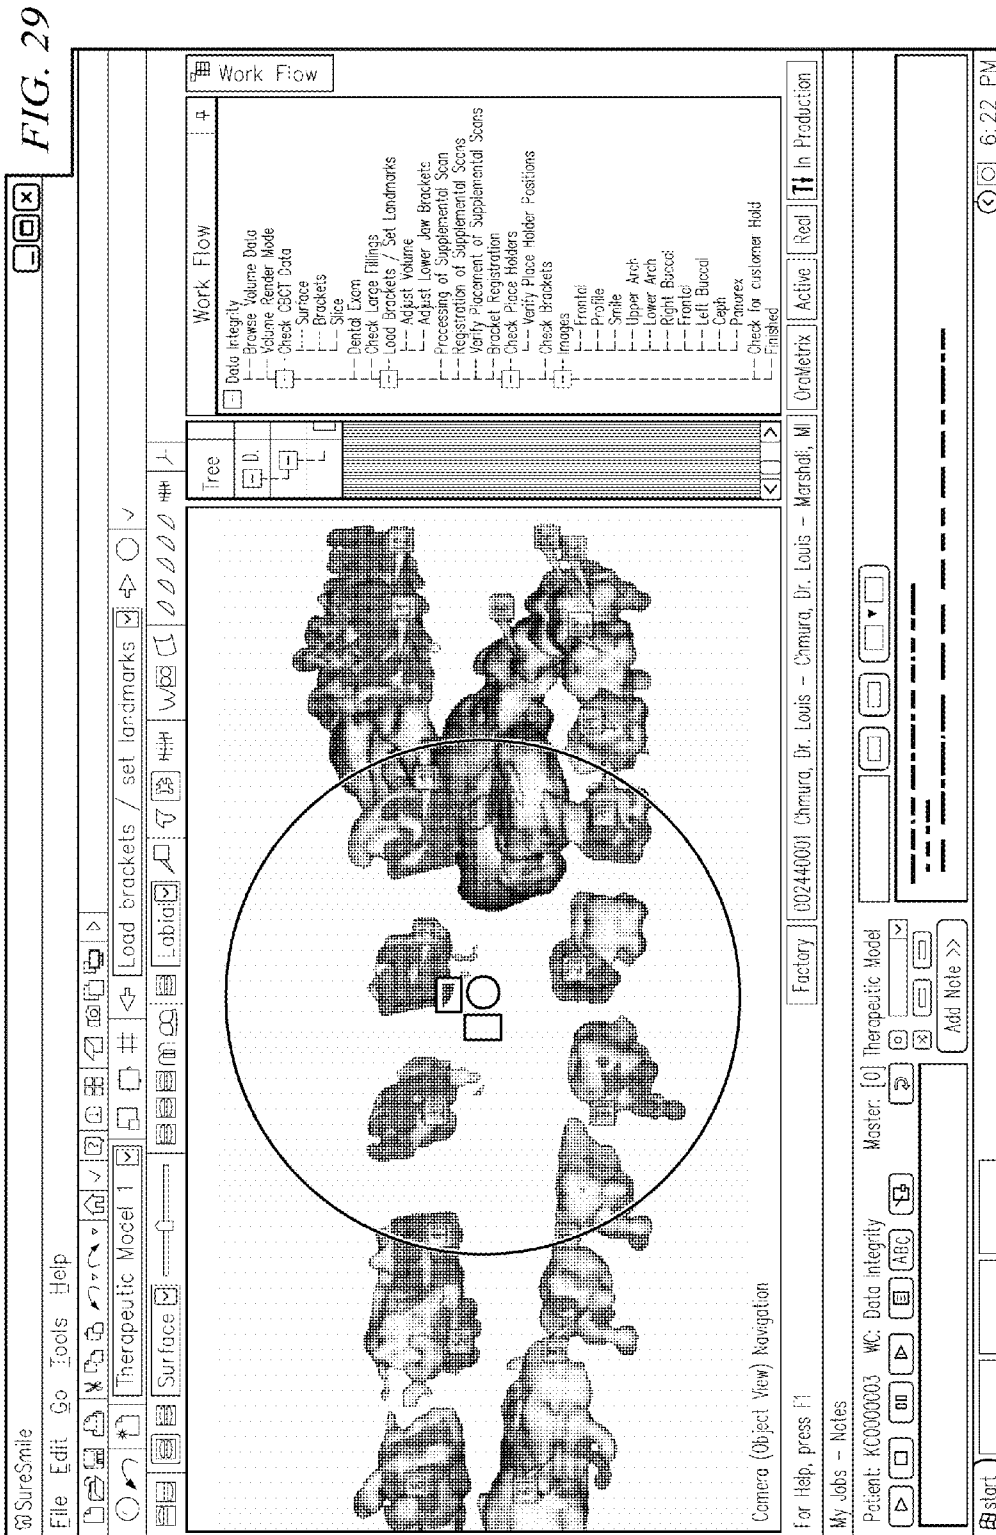 FIG. 29
SureSmile
File Edit Go Tools Help
Therapeutic Model 1
Load brackets / set landmarks
Surface
Labial
Camera (Object View) Navigation
Tree
D.
Work Flow
Work Flow
Data Integrity
Browse Volume Data
Volume Render Mode
Check CBCT Data
Surface
Brackets
Slice
Dental Exam
Check Large Fillings
Load Brackets / Set Landmarks
Adjust Volume
Adjust Lower Jaw Brackets
Processing of Supplemental Scan
Registration of Supplemental Scans
Verify Placement of Supplemental Scans
Bracket Registration
Check Place Holders
Verify Place Holder Positions
Check Brackets
Images
Frontal
Profile
Smile
Upper Arch
Lower Arch
Right Buccal
Frontal
Left Buccal
Ceph
Panorex
Check for customer Hold
Finished
For Help, press F1
Factory
002440001 Chmura, Dr. Louis - Chmura, Dr. Louis - Marshall, MI
OraMetrix
Active
Real
In Production
My Jobs - Notes
Patient: KC0000003 WC: Data Integrity Master: [0] Therapeutic Model
ABC
Add Note >>
start
6:22 PM